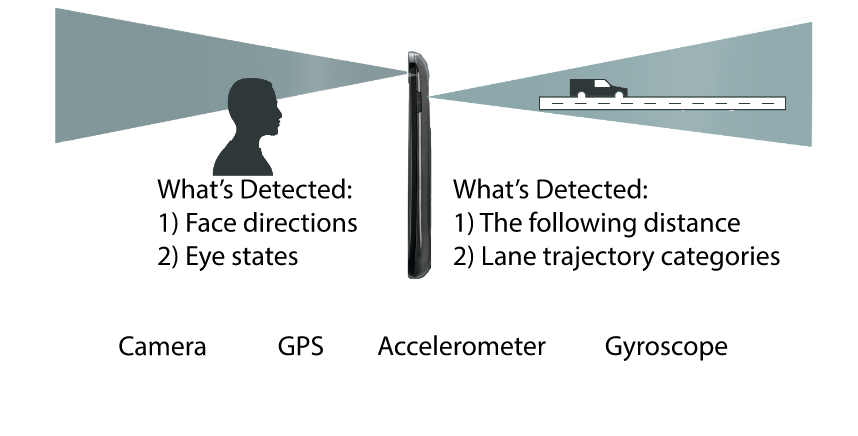 What's Detected:
1) Face directions
2) Eye states
What's Detected:
1) The following distance
2) Lane trajectory categories
Camera GPS Accelerometer Gyroscope